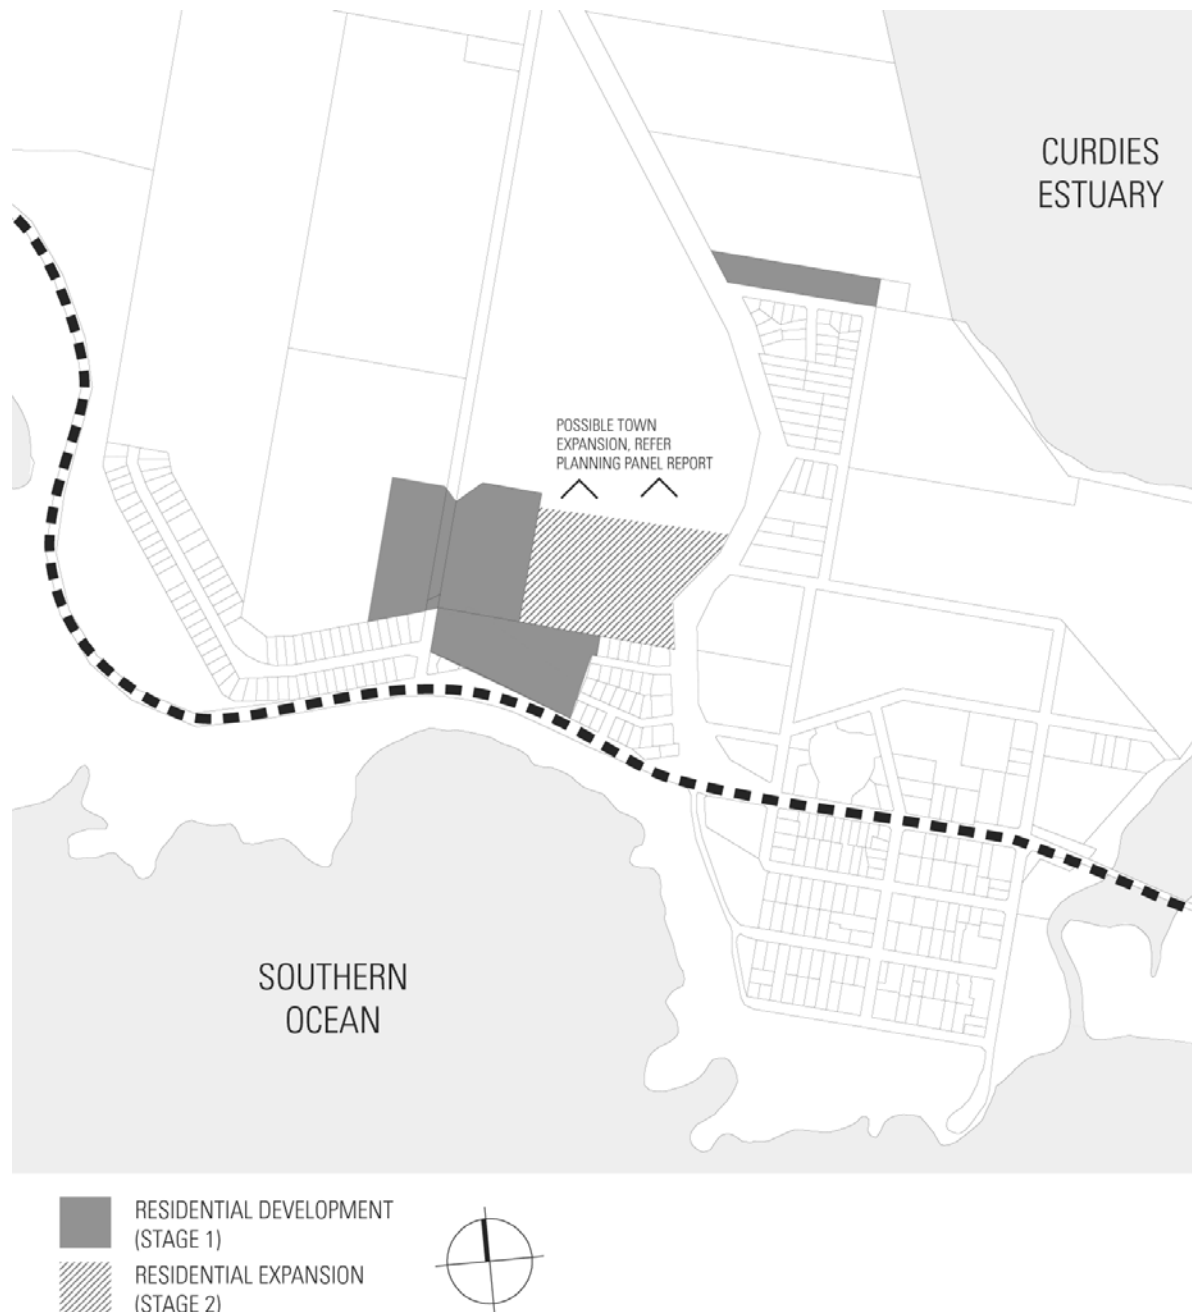 CURDIES
ESTUARY
POSSIBLE TOWN
EXPANSION, REFER
PLANNING PANEL REPORT
SOUTHERN
OCEAN
RESIDENTIAL DEVELOPMENT
(STAGE 1)
RESIDENTIAL EXPANSION
(STAGE 2)